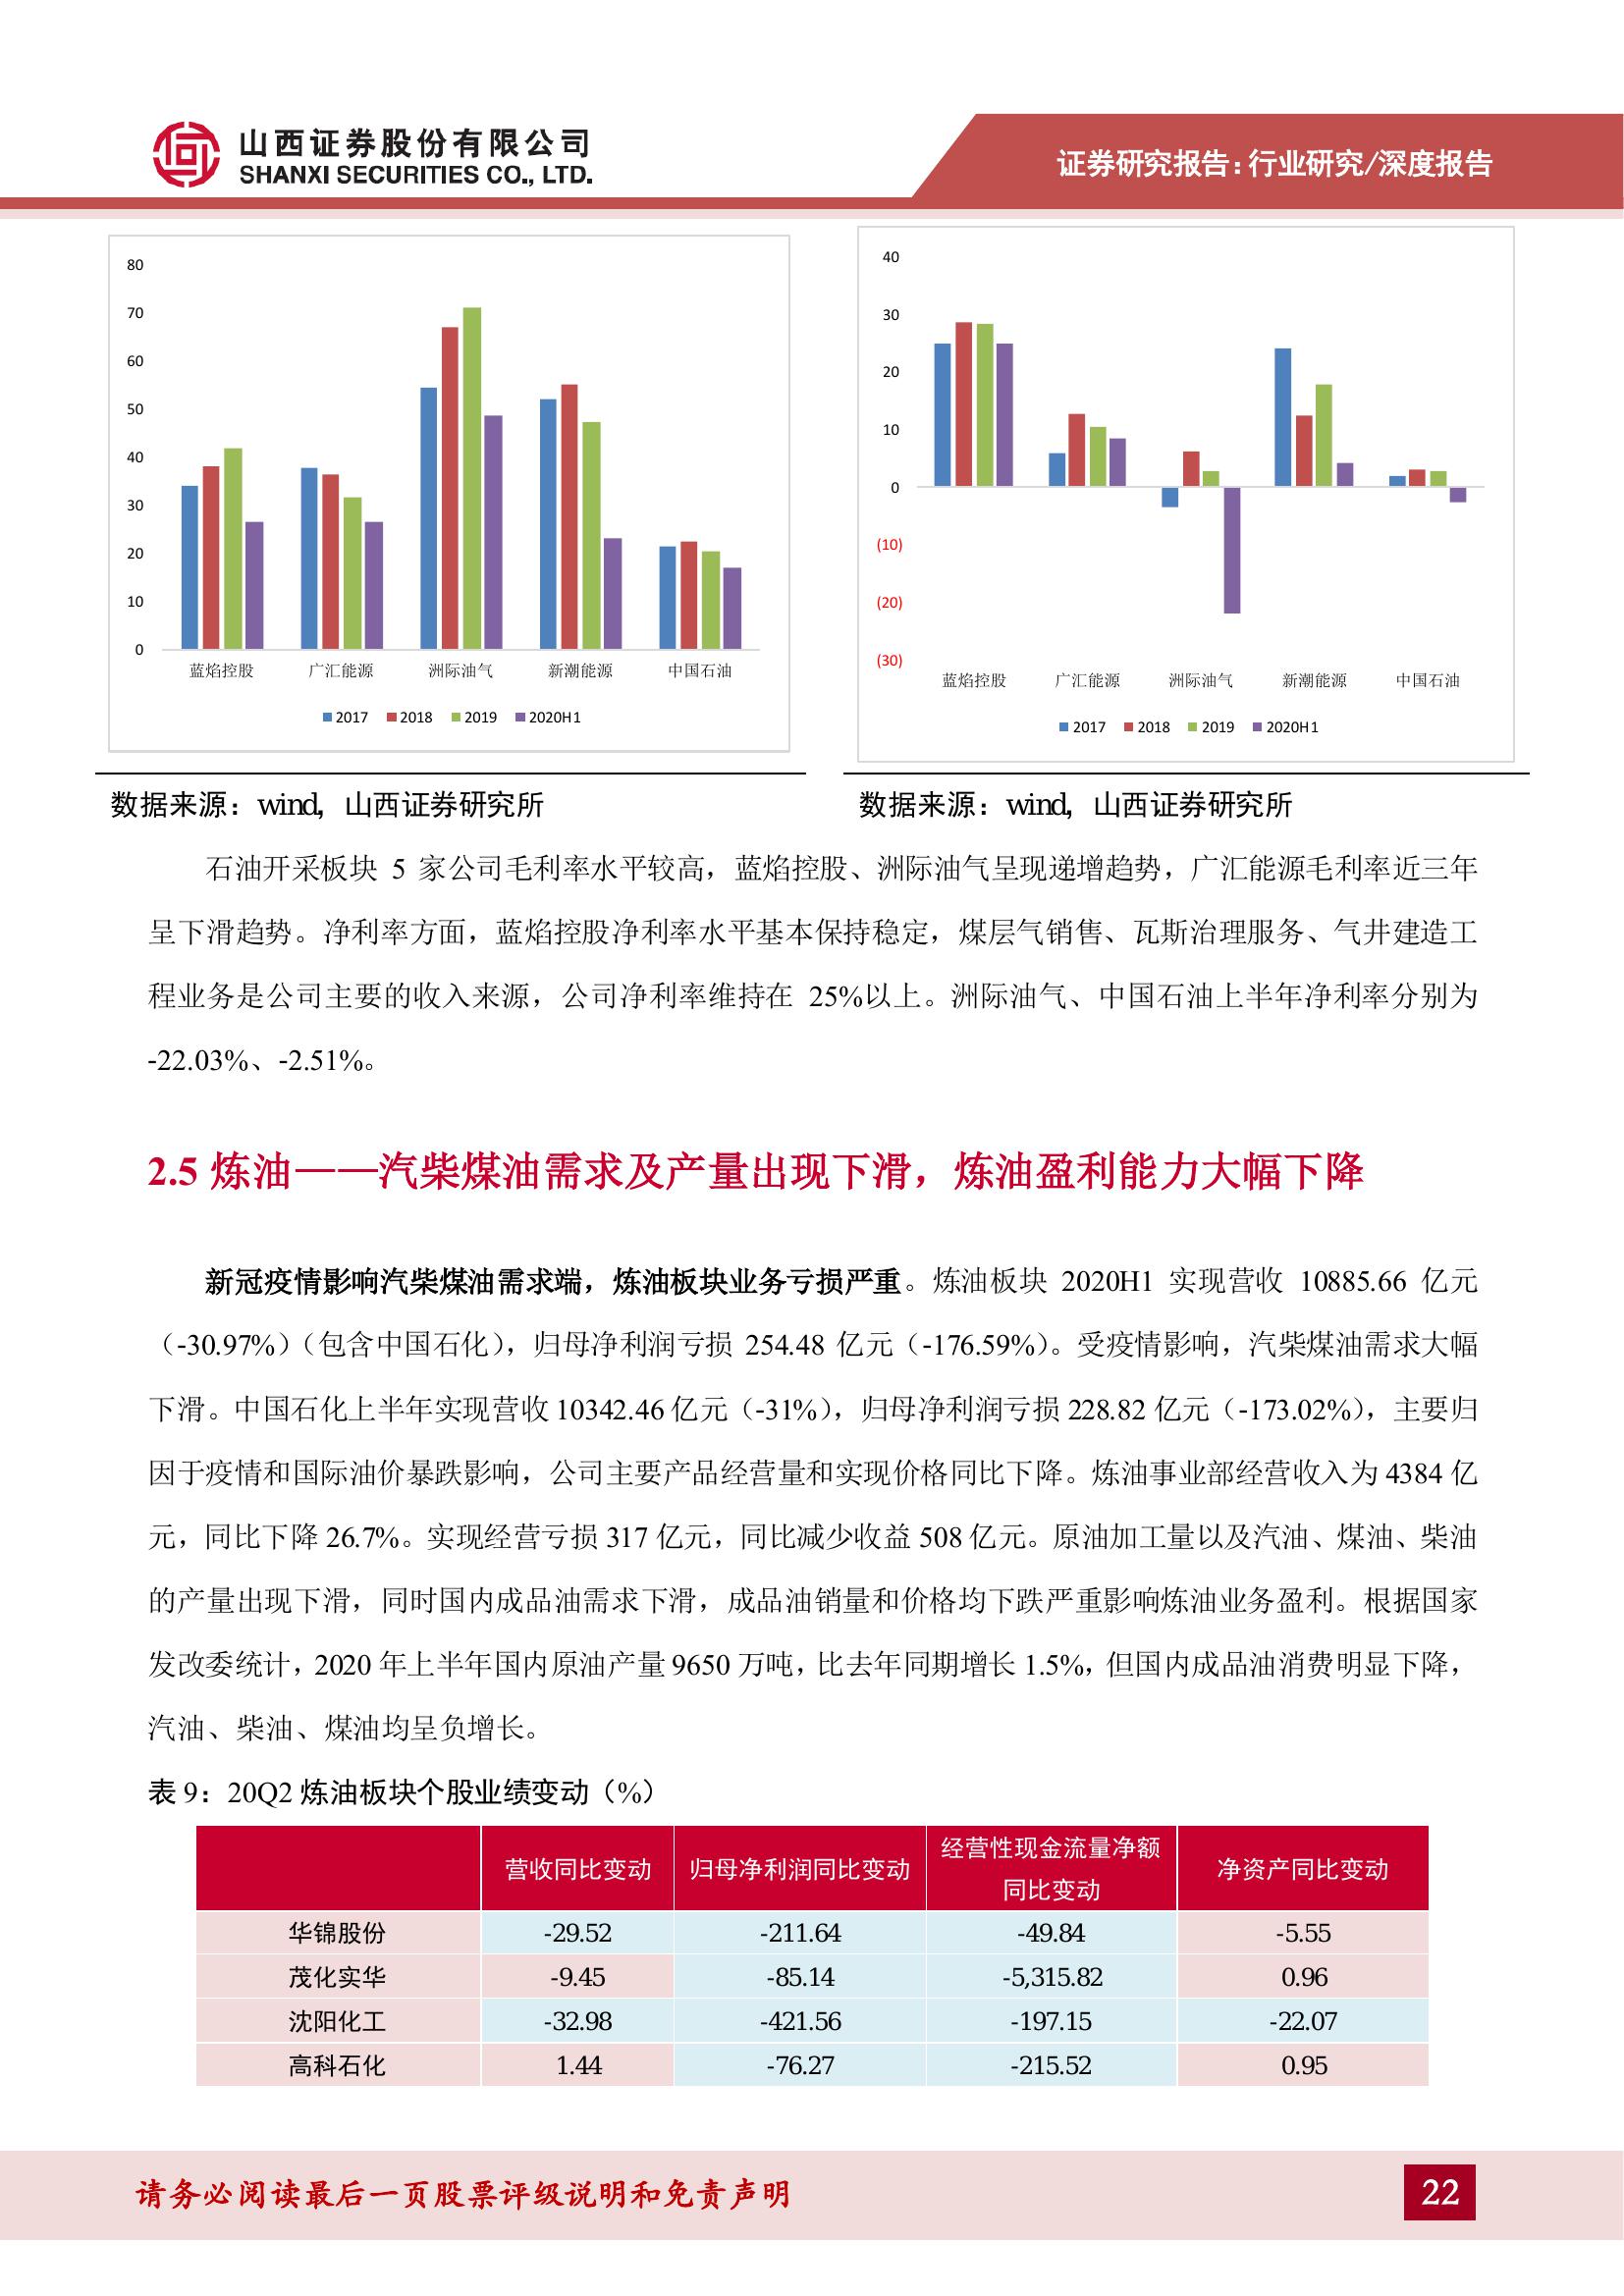 山西证券股份有限公司
SHANXI SECURITIES CO., LTD.
证券研究报告：行业研究/深度报告
80
70
60
50
40
30
20
10
0
蓝焰控股 广汇能源 洲际油气 新潮能源 中国石油
2017 2018 2019 2020H1
40
30
20
10
0
(10)
(20)
(30)
蓝焰控股 广汇能源 洲际油气 新潮能源 中国石油
2017 2018 2019 2020H1
数据来源：wind，山西证券研究所
数据来源：wind，山西证券研究所
石油开采板块 5 家公司毛利率水平较高，蓝焰控股、洲际油气呈现递增趋势，广汇能源毛利率近三年
呈下滑趋势。净利率方面，蓝焰控股净利率水平基本保持稳定，煤层气销售、瓦斯治理服务、气井建造工
程业务是公司主要的收入来源，公司净利率维持在 25%以上。洲际油气、中国石油上半年净利率分别为
-22.03%、-2.51%。
2.5 炼油——汽柴煤油需求及产量出现下滑，炼油盈利能力大幅下降
新冠疫情影响汽柴煤油需求端，炼油板块业务亏损严重。炼油板块 2020H1 实现营收 10885.66 亿元
（-30.97%）（包含中国石化），归母净利润亏损 254.48 亿元（-176.59%）。受疫情影响，汽柴煤油需求大幅
下滑。中国石化上半年实现营收 10342.46 亿元（-31%），归母净利润亏损 228.82 亿元（-173.02%），主要归
因于疫情和国际油价暴跌影响，公司主要产品经营量和实现价格同比下降。炼油事业部经营收入为 4384 亿
元，同比下降 26.7%。实现经营亏损 317 亿元，同比减少收益 508 亿元。原油加工量以及汽油、煤油、柴油
的产量出现下滑，同时国内成品油需求下滑，成品油销量和价格均下跌严重影响炼油业务盈利。根据国家
发改委统计，2020 年上半年国内原油产量 9650 万吨，比去年同期增长 1.5%，但国内成品油消费明显下降，
汽油、柴油、煤油均呈负增长。
表 9：20Q2 炼油板块个股业绩变动（%）
营收同比变动 归母净利润同比变动 经营性现金流量净额 净资产同比变动
同比变动
华锦股份 -29.52 -211.64 -49.84 -5.55
茂化实华 -9.45 -85.14 -5,315.82 0.96
沈阳化工 -32.98 -421.56 -197.15 -22.07
高科石化 1.44 -76.27 -215.52 0.95
请务必阅读最后一页股票评级说明和免责声明
22